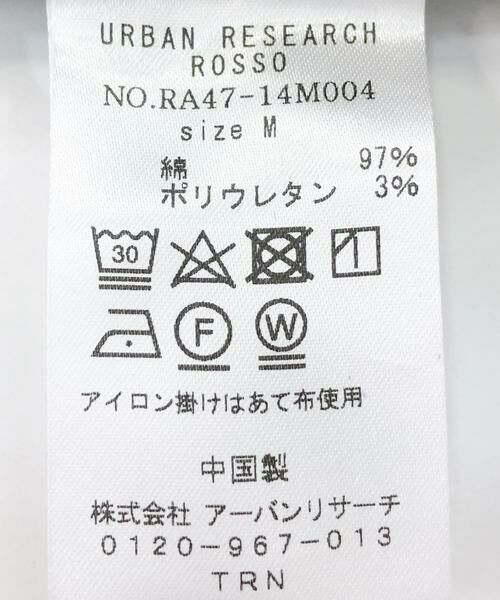 URBAN RESEARCH
ROSSO
NO.RA47-14M004
size M
綿 97%
ポリウレタン 3%
30
F W
アイロン掛けはあて布使用
中国製
株式会社 アーバンリサーチ
0120-967-013
TRN